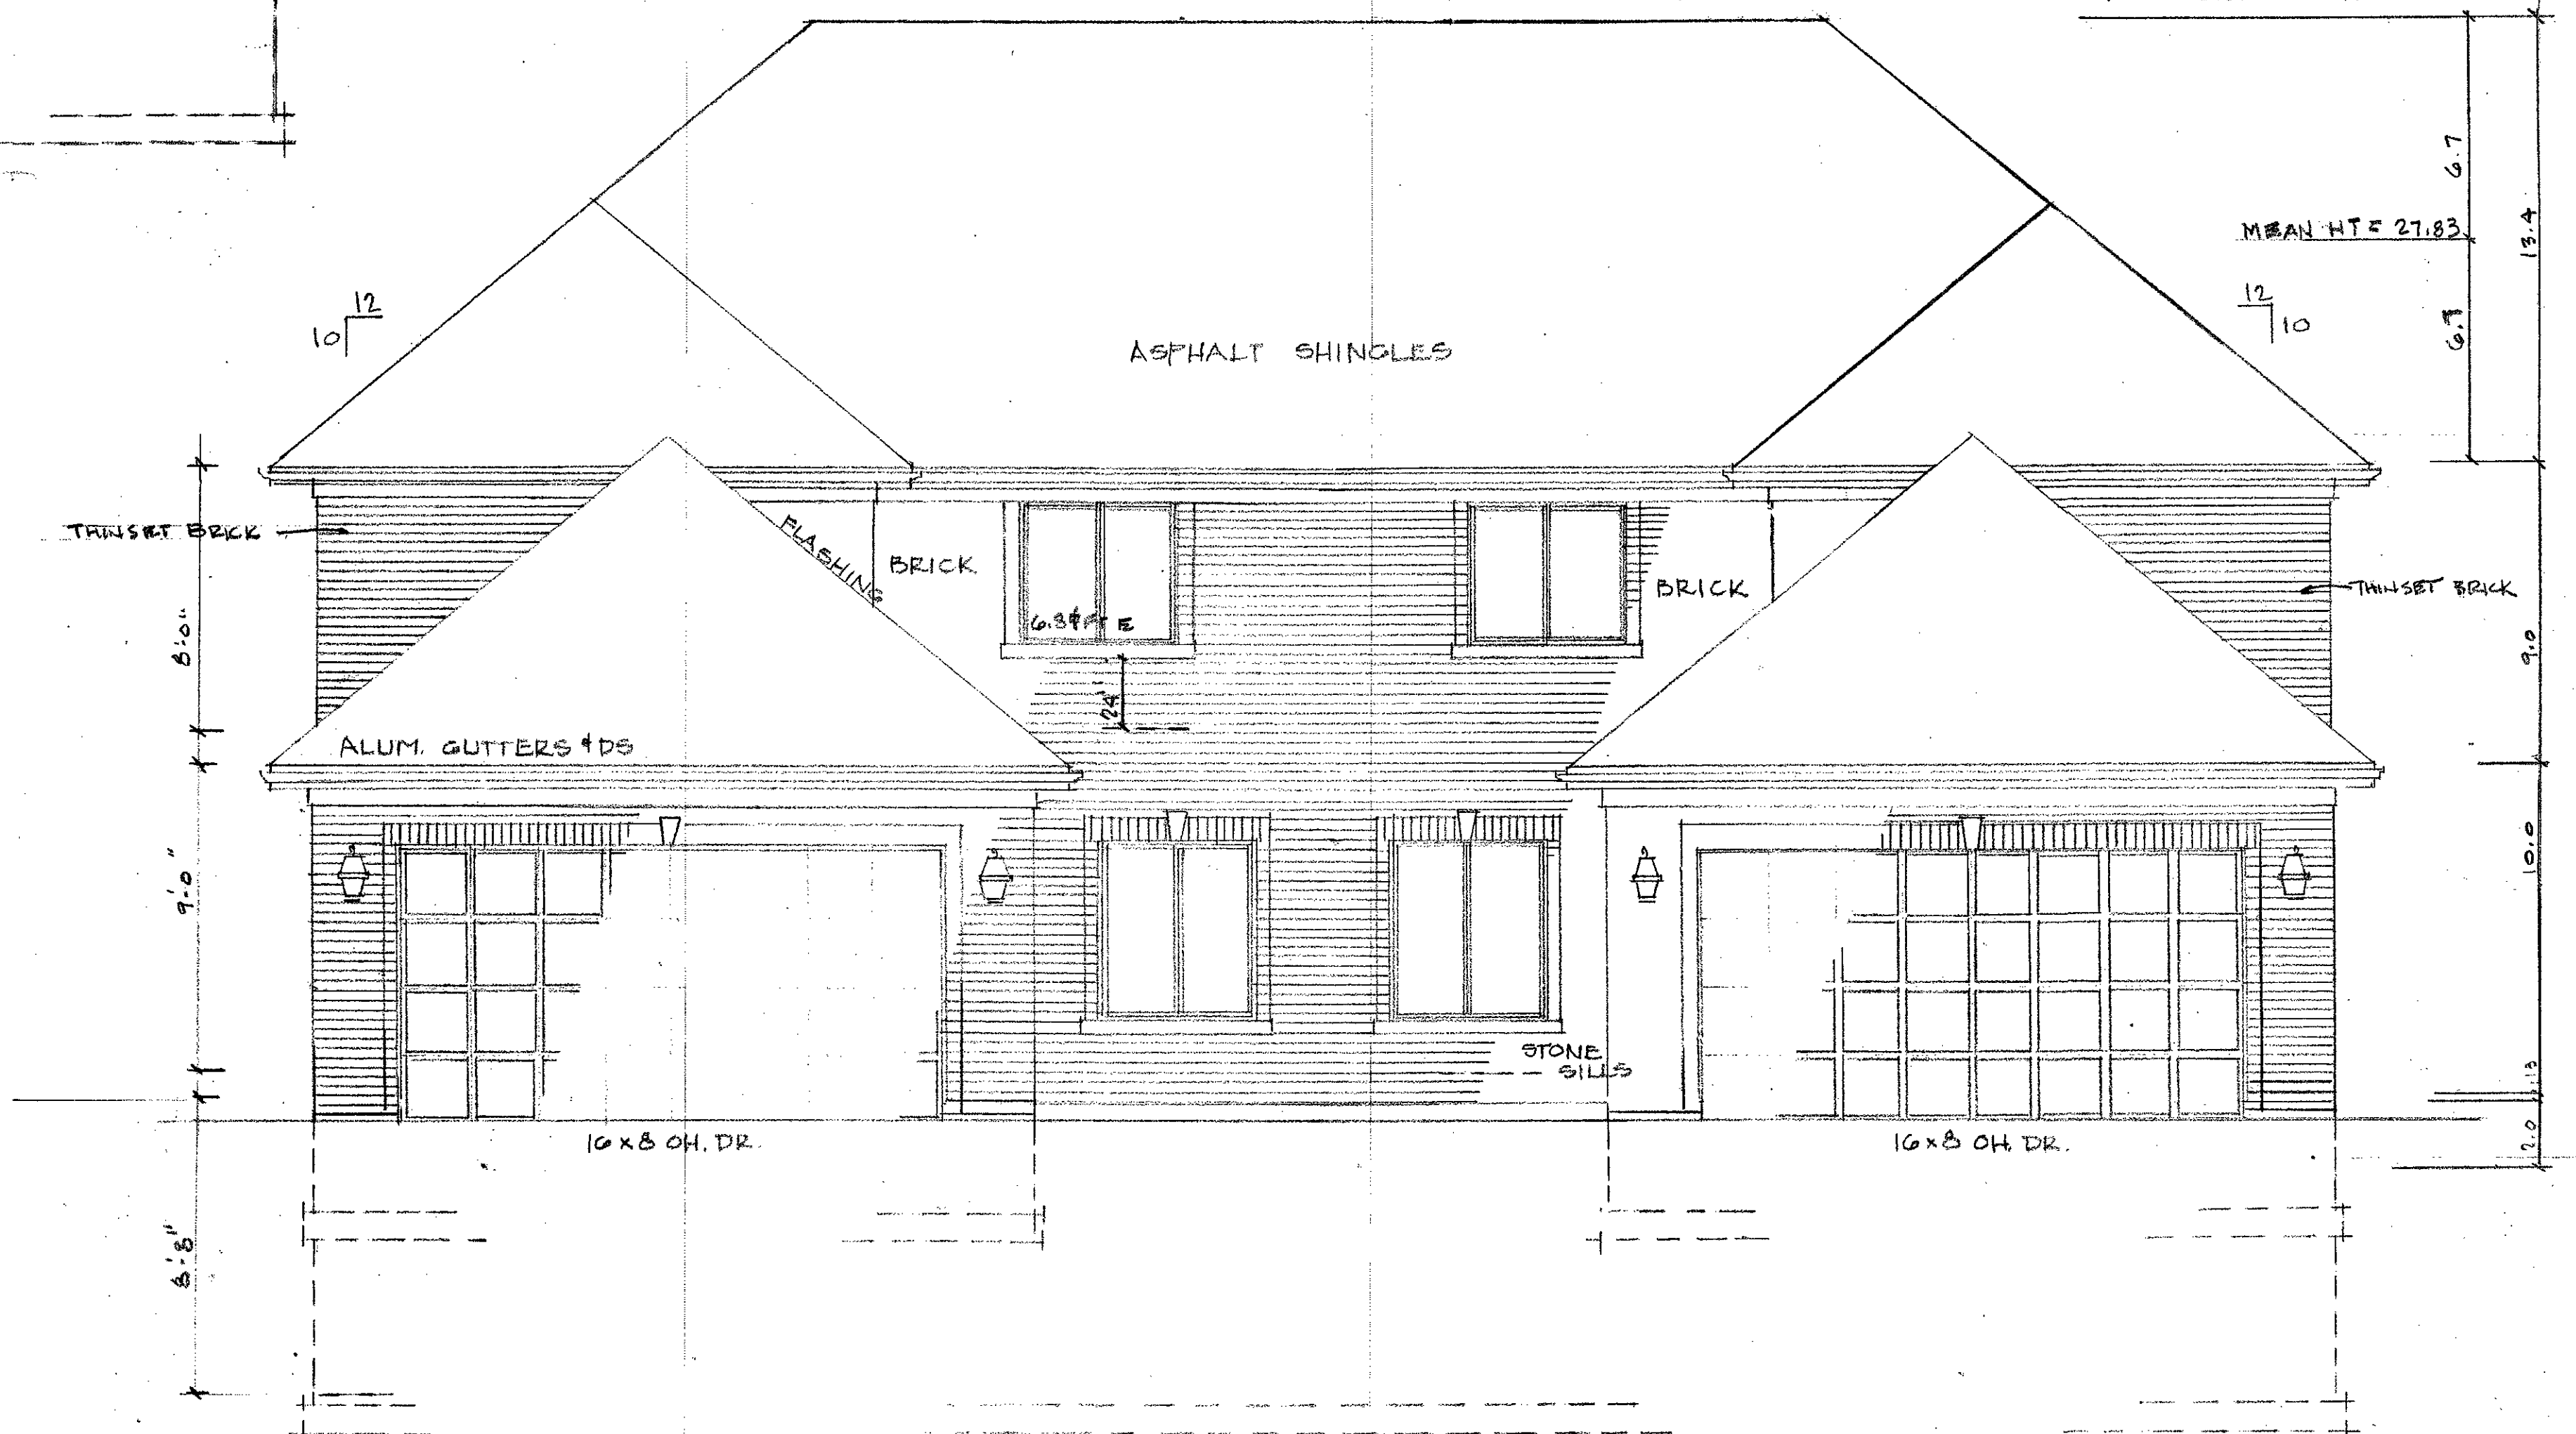 6.7
13.4
MEAN HT = 27.83
12
10
12
10
6.7
ASPHALT SHINGLES
THINSET BRICK
FLASHING
BRICK
BRICK
THINSET BRICK
8'-0"
9.0
24"
ALUM. GUTTERS & DS
9'-0"
10.0
STONE
SILLS
2.0
16 x 8 OH. DR.
16 x 8 OH. DR.
8'-8"